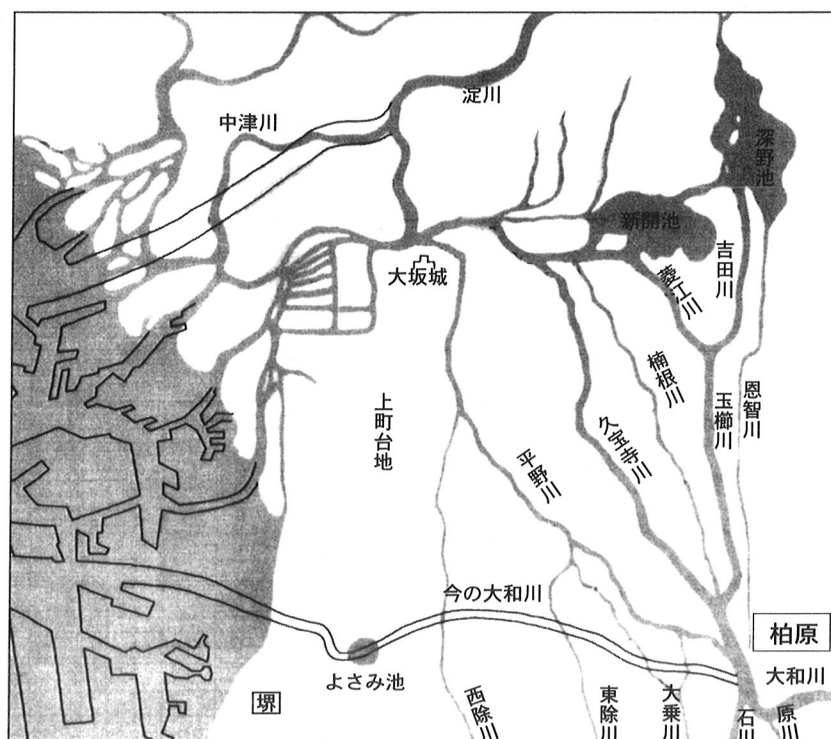 淀川
中津川
深野池
新開池
吉田川
菱江川
大坂城
楠根川
玉櫛川
恩智川
上町台地
久宝寺川
平野川
今の大和川
柏原
大和川
よさみ池
堺
西除川
東除川
大乗川
石川
原川